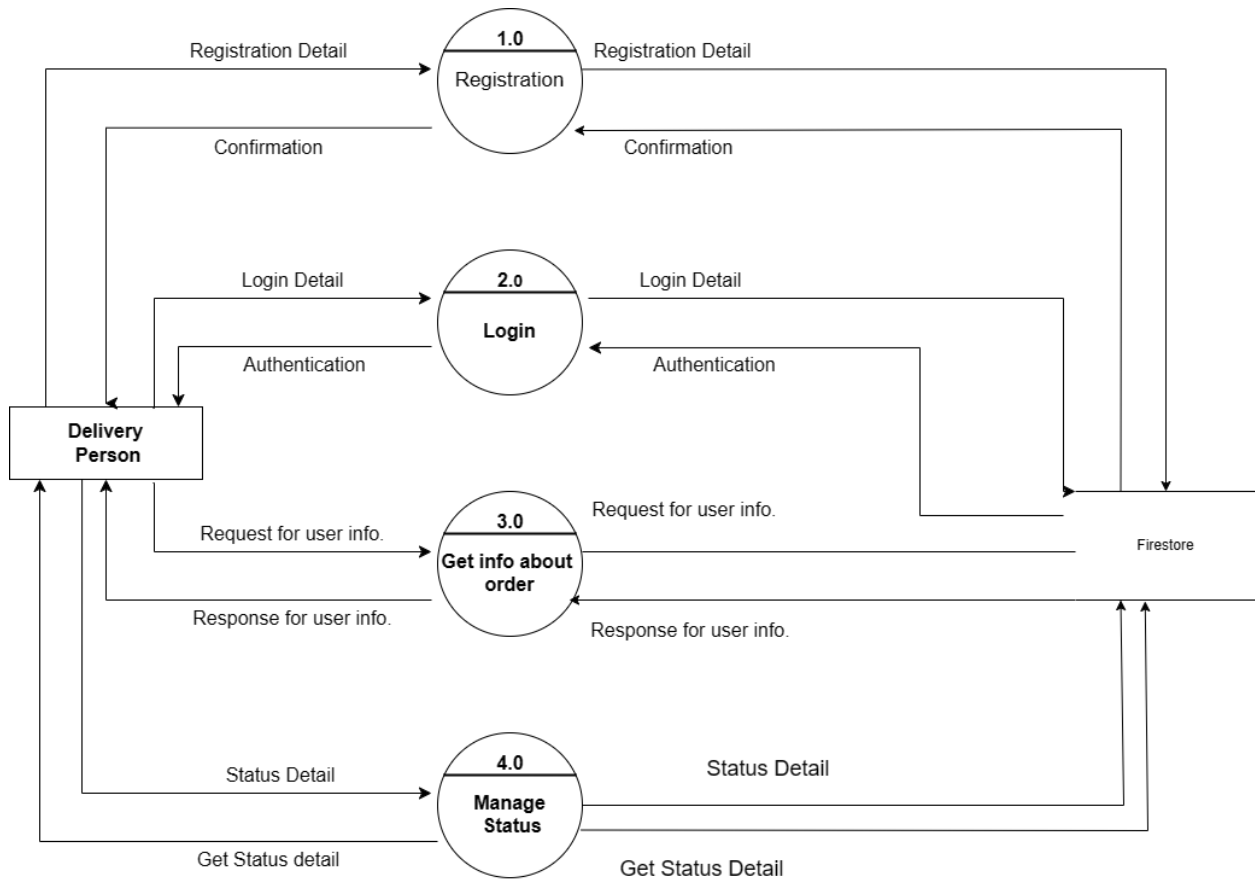 1.0
Registration Detail
Registration Detail
Registration
Confirmation
Confirmation
2.0
Login Detail
Login Detail
Login
Authentication
Authentication
Delivery
Person
3.0
Request for user info.
Request for user info.
Get info about
order
Firestore
Response for user info.
Response for user info.
4.0
Status Detail
Status Detail
Manage
Status
Get Status detail
Get Status Detail